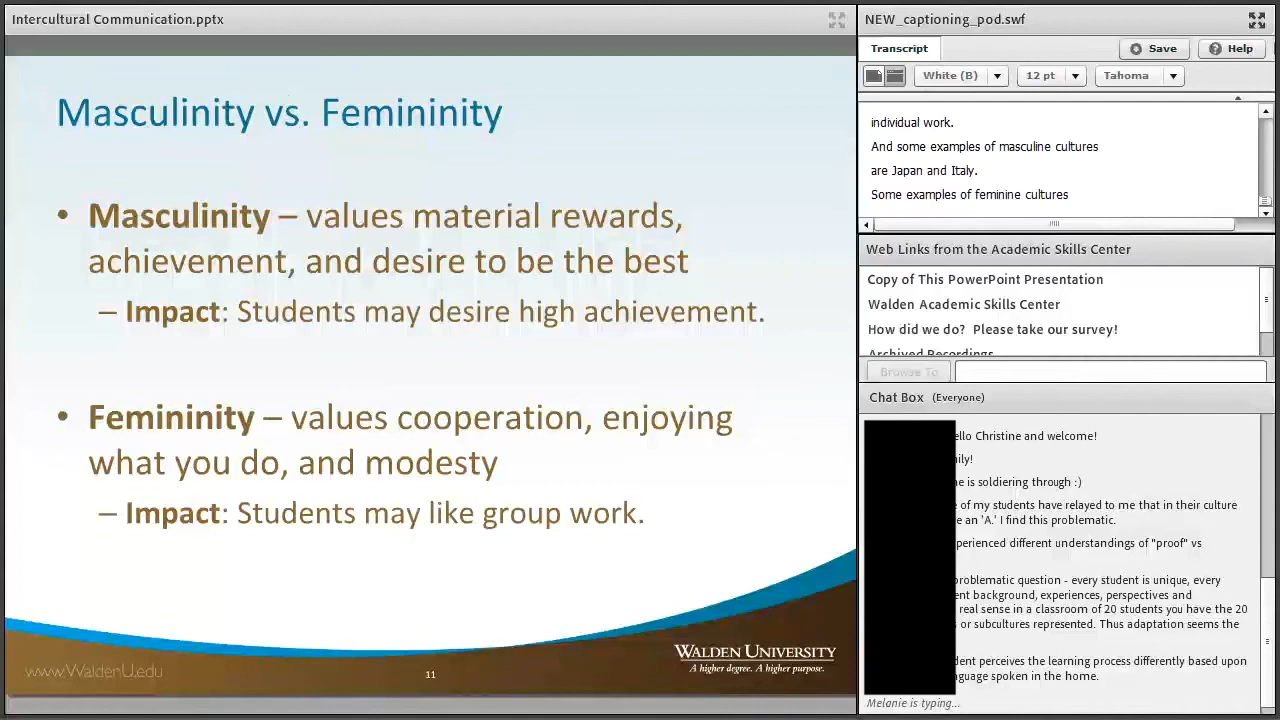 Intercultural Communication.pptx
Masculinity vs. Femininity
• Masculinity – values material rewards,
achievement, and desire to be the best
– Impact: Students may desire high achievement.
• Femininity – values cooperation, enjoying
what you do, and modesty
– Impact: Students may like group work.
www.WaldenU.edu
11
WALDEN UNIVERSITY
A higher degree. A higher purpose.
NEW_captioning_pod.swf
Transcript
Save
Help
White (B)
12 pt
Tahoma
individual work.
And some examples of masculine cultures
are Japan and Italy.
Some examples of feminine cultures
Web Links from the Academic Skills Center
Copy of This PowerPoint Presentation
Walden Academic Skills Center
How did we do? Please take our survey!
Archived Recordings
Browse To
Chat Box (Everyone)
ello Christine and welcome!
ily!
ne is soldiering through :)
e of my students have relayed to me that in their culture
e an 'A.' I find this problematic.
perienced different understandings of "proof" vs
problematic question - every student is unique, every
ent background, experiences, perspectives and
real sense in a classroom of 20 students you have the 20
s or subcultures represented. Thus adaptation seems the
dent perceives the learning process differently based upon
nguage spoken in the home.
Melanie is typing...